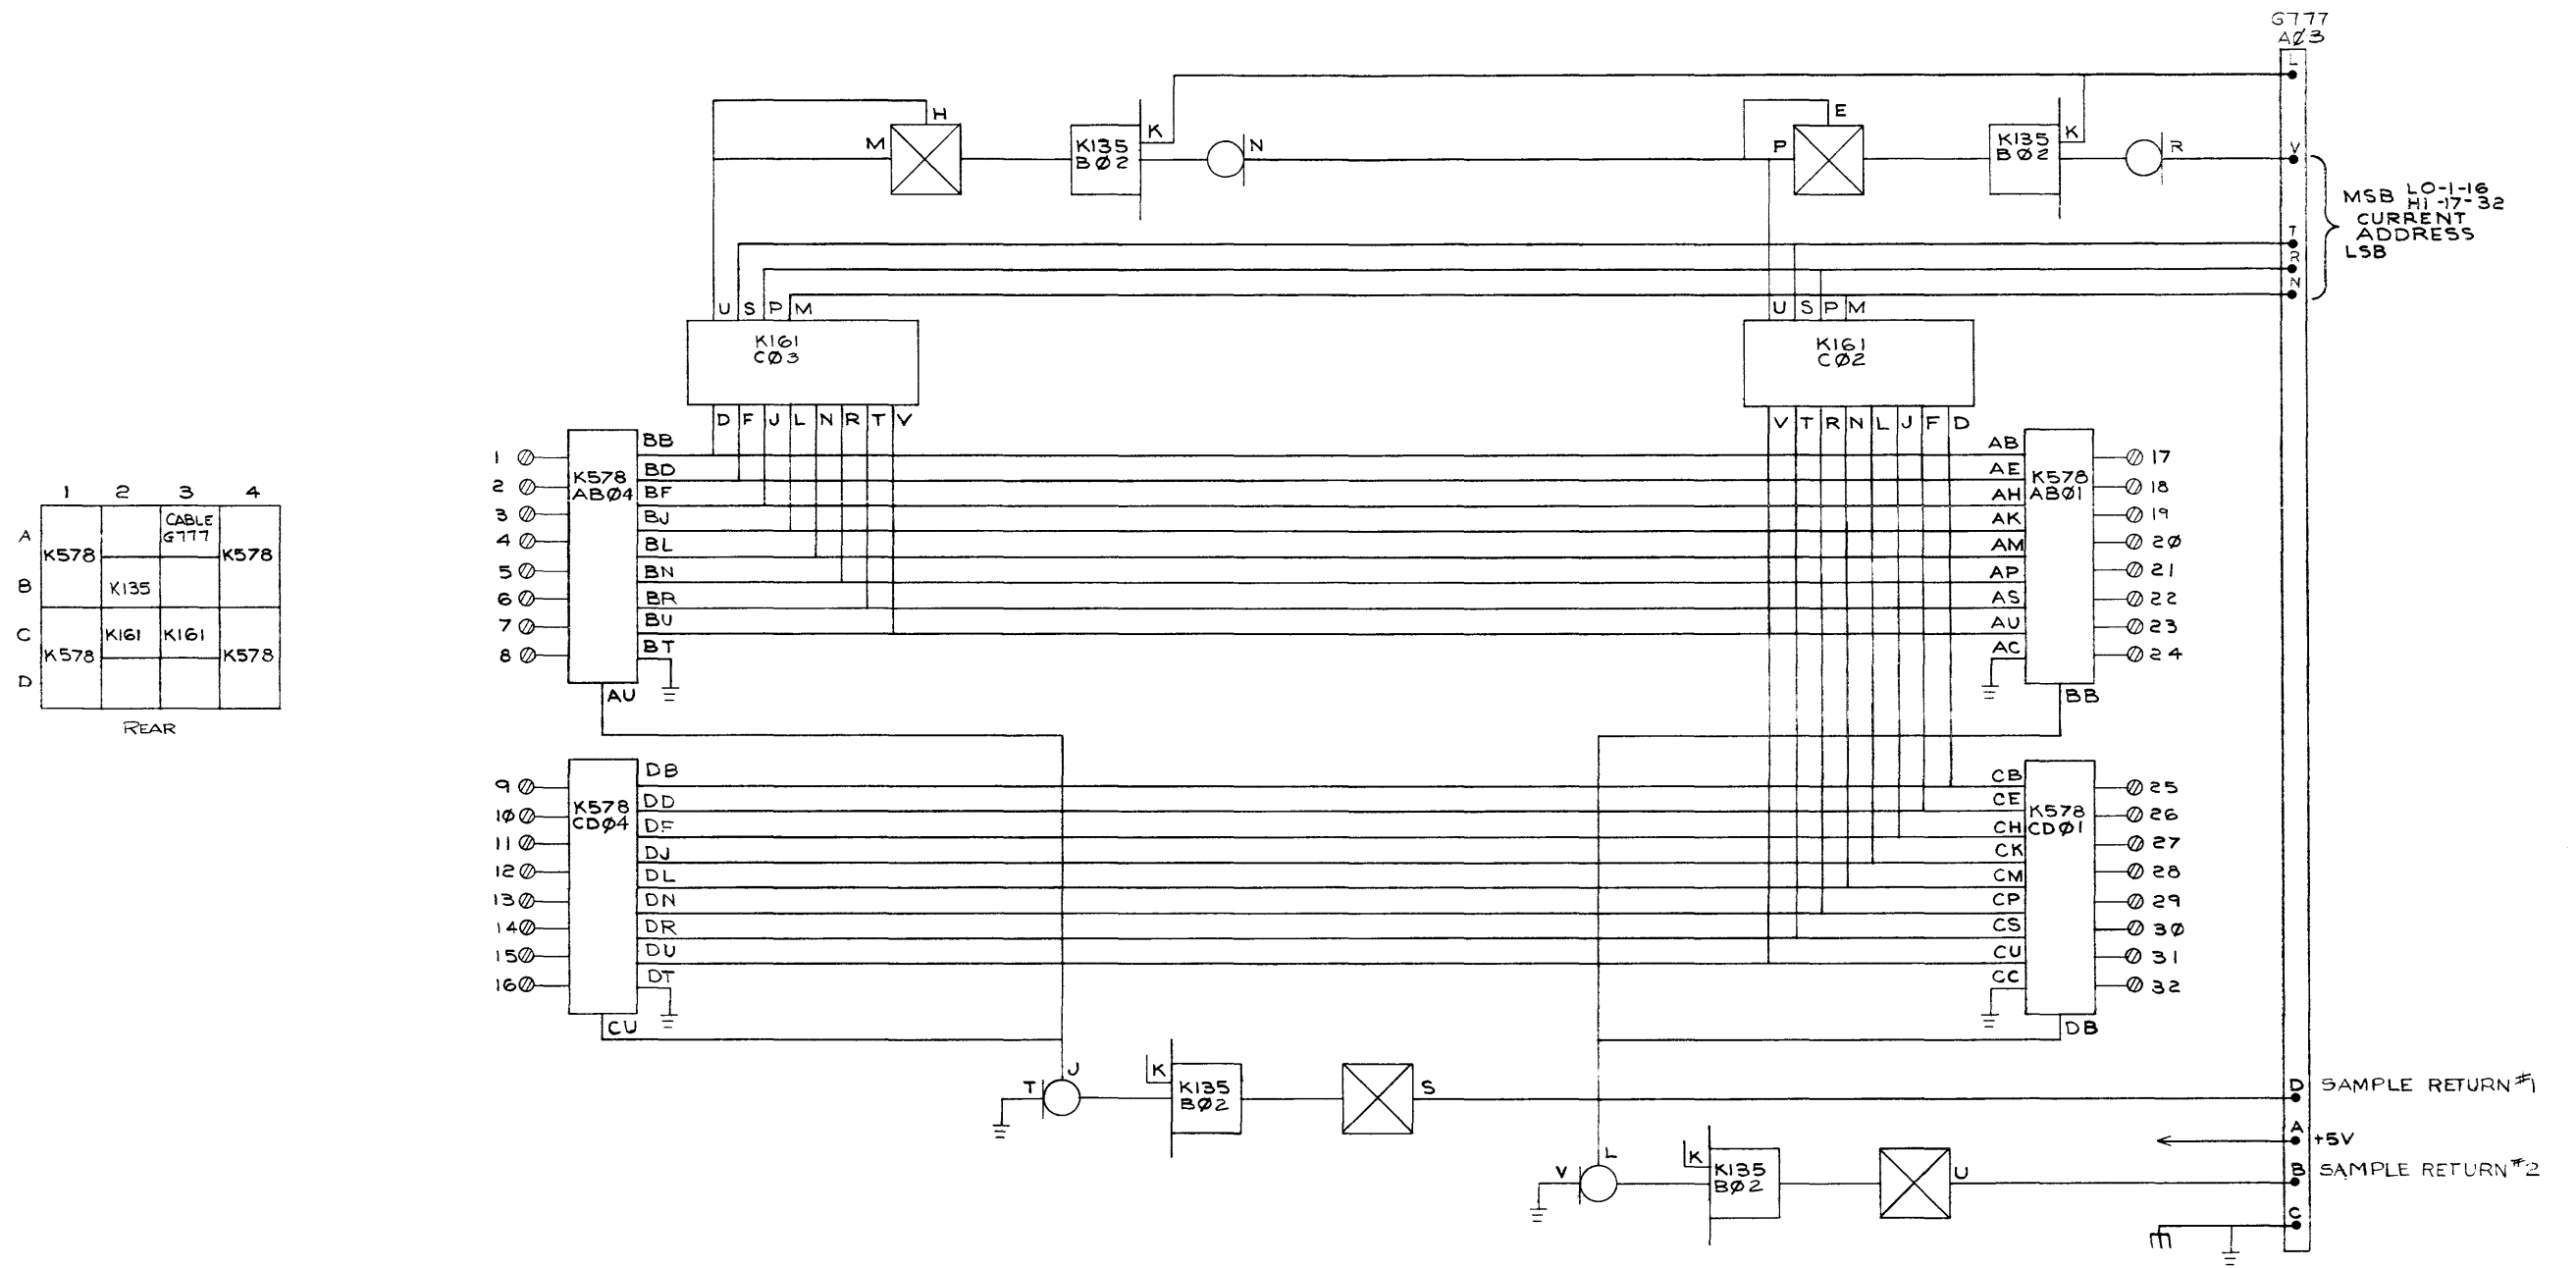 G777
AØ3
L
H
M
K135
BØ2
K
N
E
P
K135
BØ2
K
R
V
MSB LO-1-16
HI-17-32
CURRENT
ADDRESS
LSB
T
R
N
U S P M
K161
CØ3
D F J L N R T V
U S P M
K161
CØ2
V T R N L J F D
1 2 3 4
A
B
C
D
CABLE
G777
K578
K578
K135
K161
K161
K578
K578
REAR
1
2
3
4
5
6
7
8
K578
ABØ4
BB
BD
BF
BJ
BL
BN
BR
BU
BT
AU
AB
AE
AH
AK
AM
AP
AS
AU
AC
K578
ABØ1
BB
17
18
19
2Ø
21
22
23
24
9
1Ø
11
12
13
14
15
16
K578
CDØ4
DB
DD
DF
DJ
DL
DN
DR
DU
DT
CU
CB
CE
CH
CK
CM
CP
CS
CU
CC
K578
CDØ1
DB
25
26
27
28
29
3Ø
31
32
T
J
K
K135
BØ2
S
D SAMPLE RETURN #1
A +5V
V
L
K
K135
BØ2
U
B SAMPLE RETURN #2
C